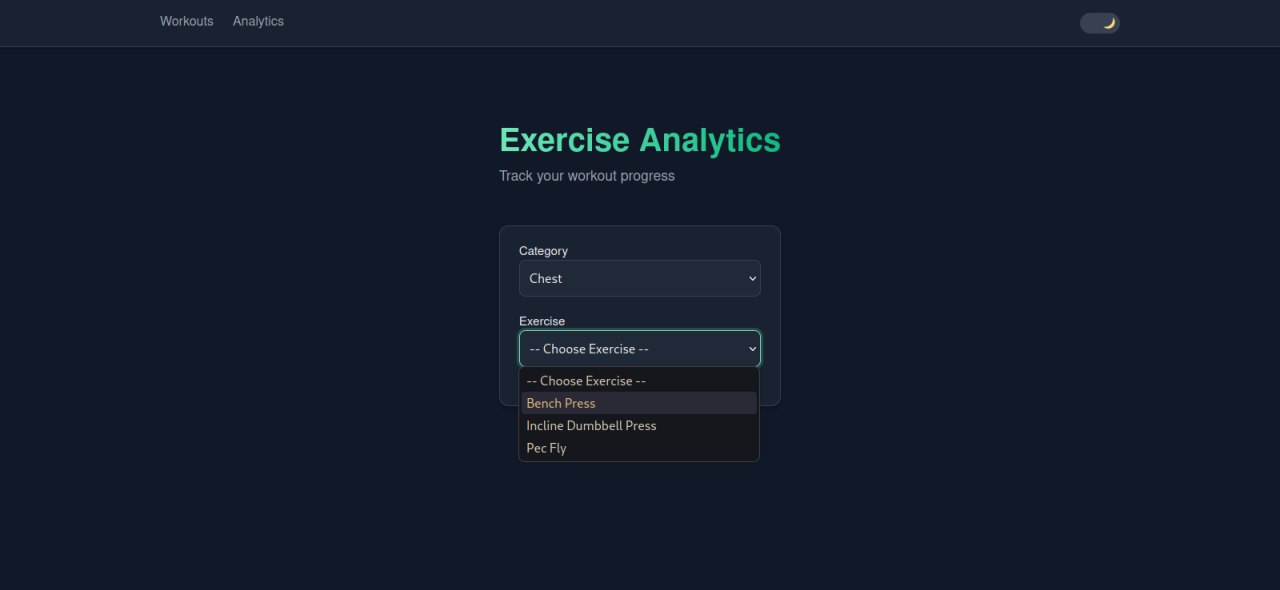 Workouts Analytics
Exercise Analytics
Track your workout progress
Category
Chest
Exercise
-- Choose Exercise --
-- Choose Exercise --
Bench Press
Incline Dumbbell Press
Pec Fly